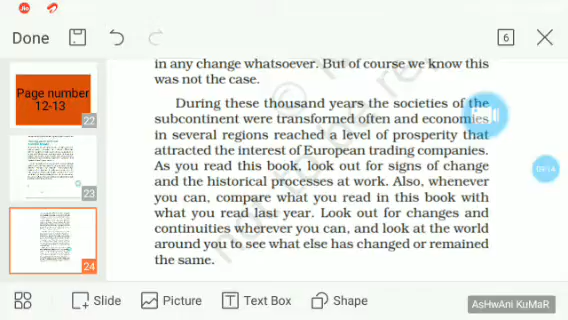 Done
6
Page number
12-13
22
23
24
in any change whatsoever. But of course we know this
was not the case.
During these thousand years the societies of the
subcontinent were transformed often and economies
in several regions reached a level of prosperity that
attracted the interest of European trading companies.
As you read this book, look out for signs of change
and the historical processes at work. Also, whenever
you can, compare what you read in this book with
what you read last year. Look out for changes and
continuities wherever you can, and look at the world
around you to see what else has changed or remained
the same.
Slide
Picture
Text Box
Shape
AsHwAni KuMaR